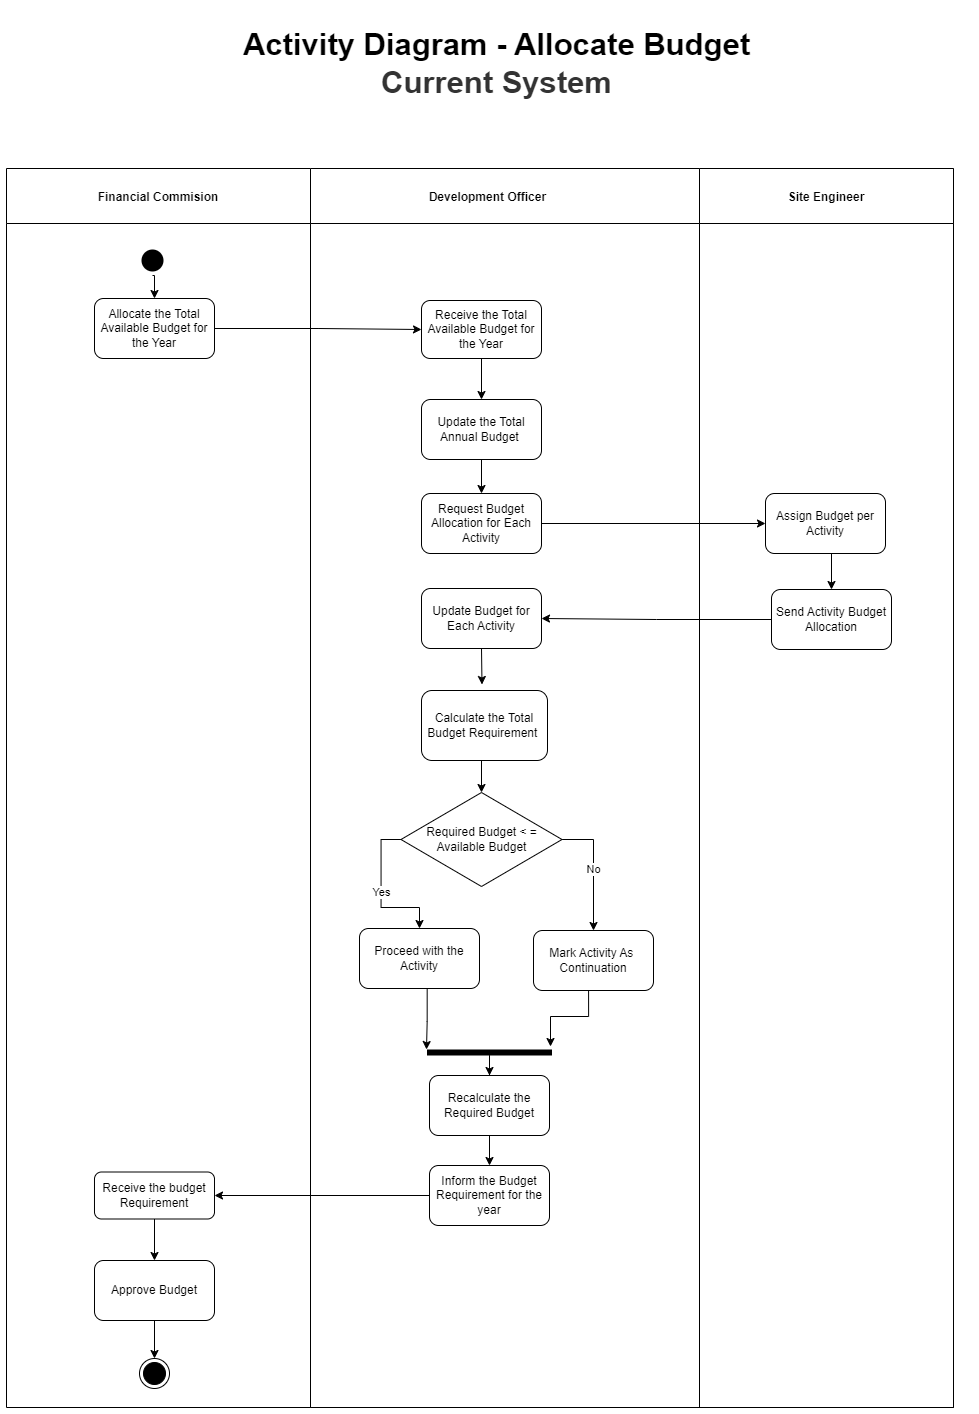 Activity Diagram - Allocate Budget
Current System
Financial Commision
Development Officer
Site Engineer
Allocate the Total
Available Budget for
the Year
Receive the Total
Available Budget for
the Year
Update the Total
Annual Budget
Request Budget
Allocation for Each
Activity
Assign Budget per
Activity
Send Activity Budget
Allocation
Update Budget for
Each Activity
Calculate the Total
Budget Requirement
Required Budget < =
Available Budget
Yes
No
Proceed with the
Activity
Mark Activity As
Continuation
Recalculate the
Required Budget
Inform the Budget
Requirement for the
year
Receive the budget
Requirement
Approve Budget